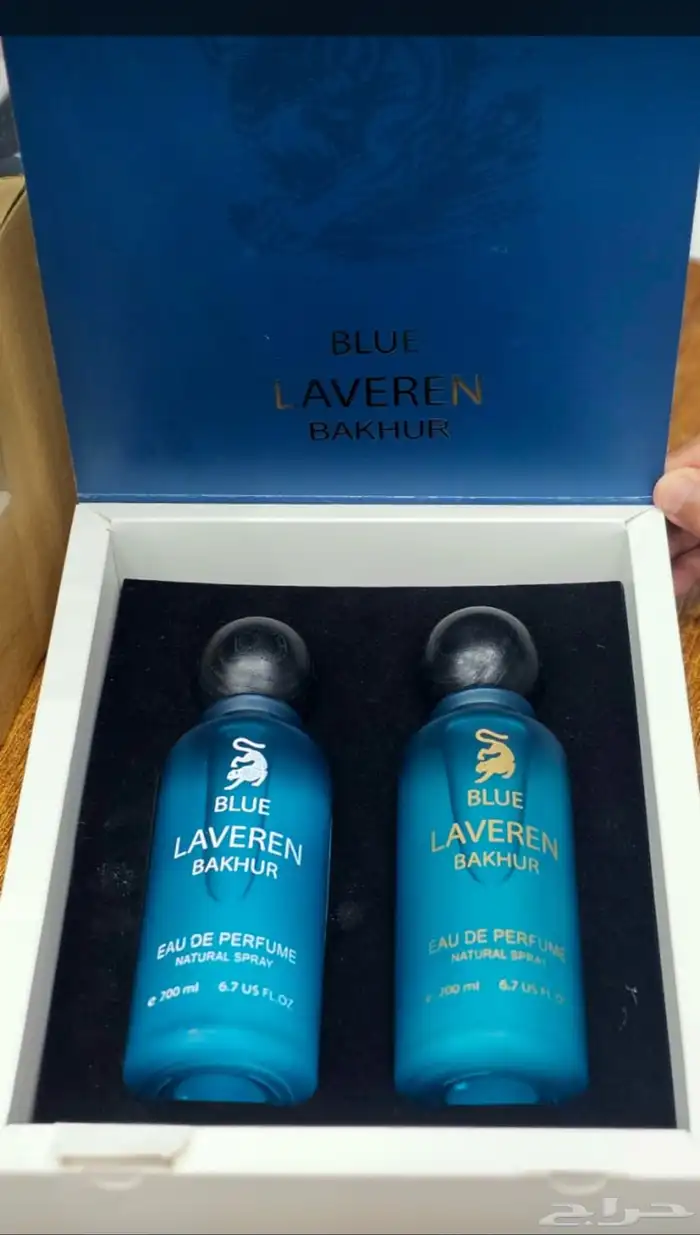 BLUE
LAVEREN
BAKHUR
BLUE
LAVEREN
BAKHUR
EAU DE PERFUME
NATURAL SPRAY
e 200 ml 6.7 US FL.OZ
BLUE
LAVEREN
BAKHUR
EAU DE PERFUME
NATURAL SPRAY
e 200 ml 6.7 US FL.O
حراج